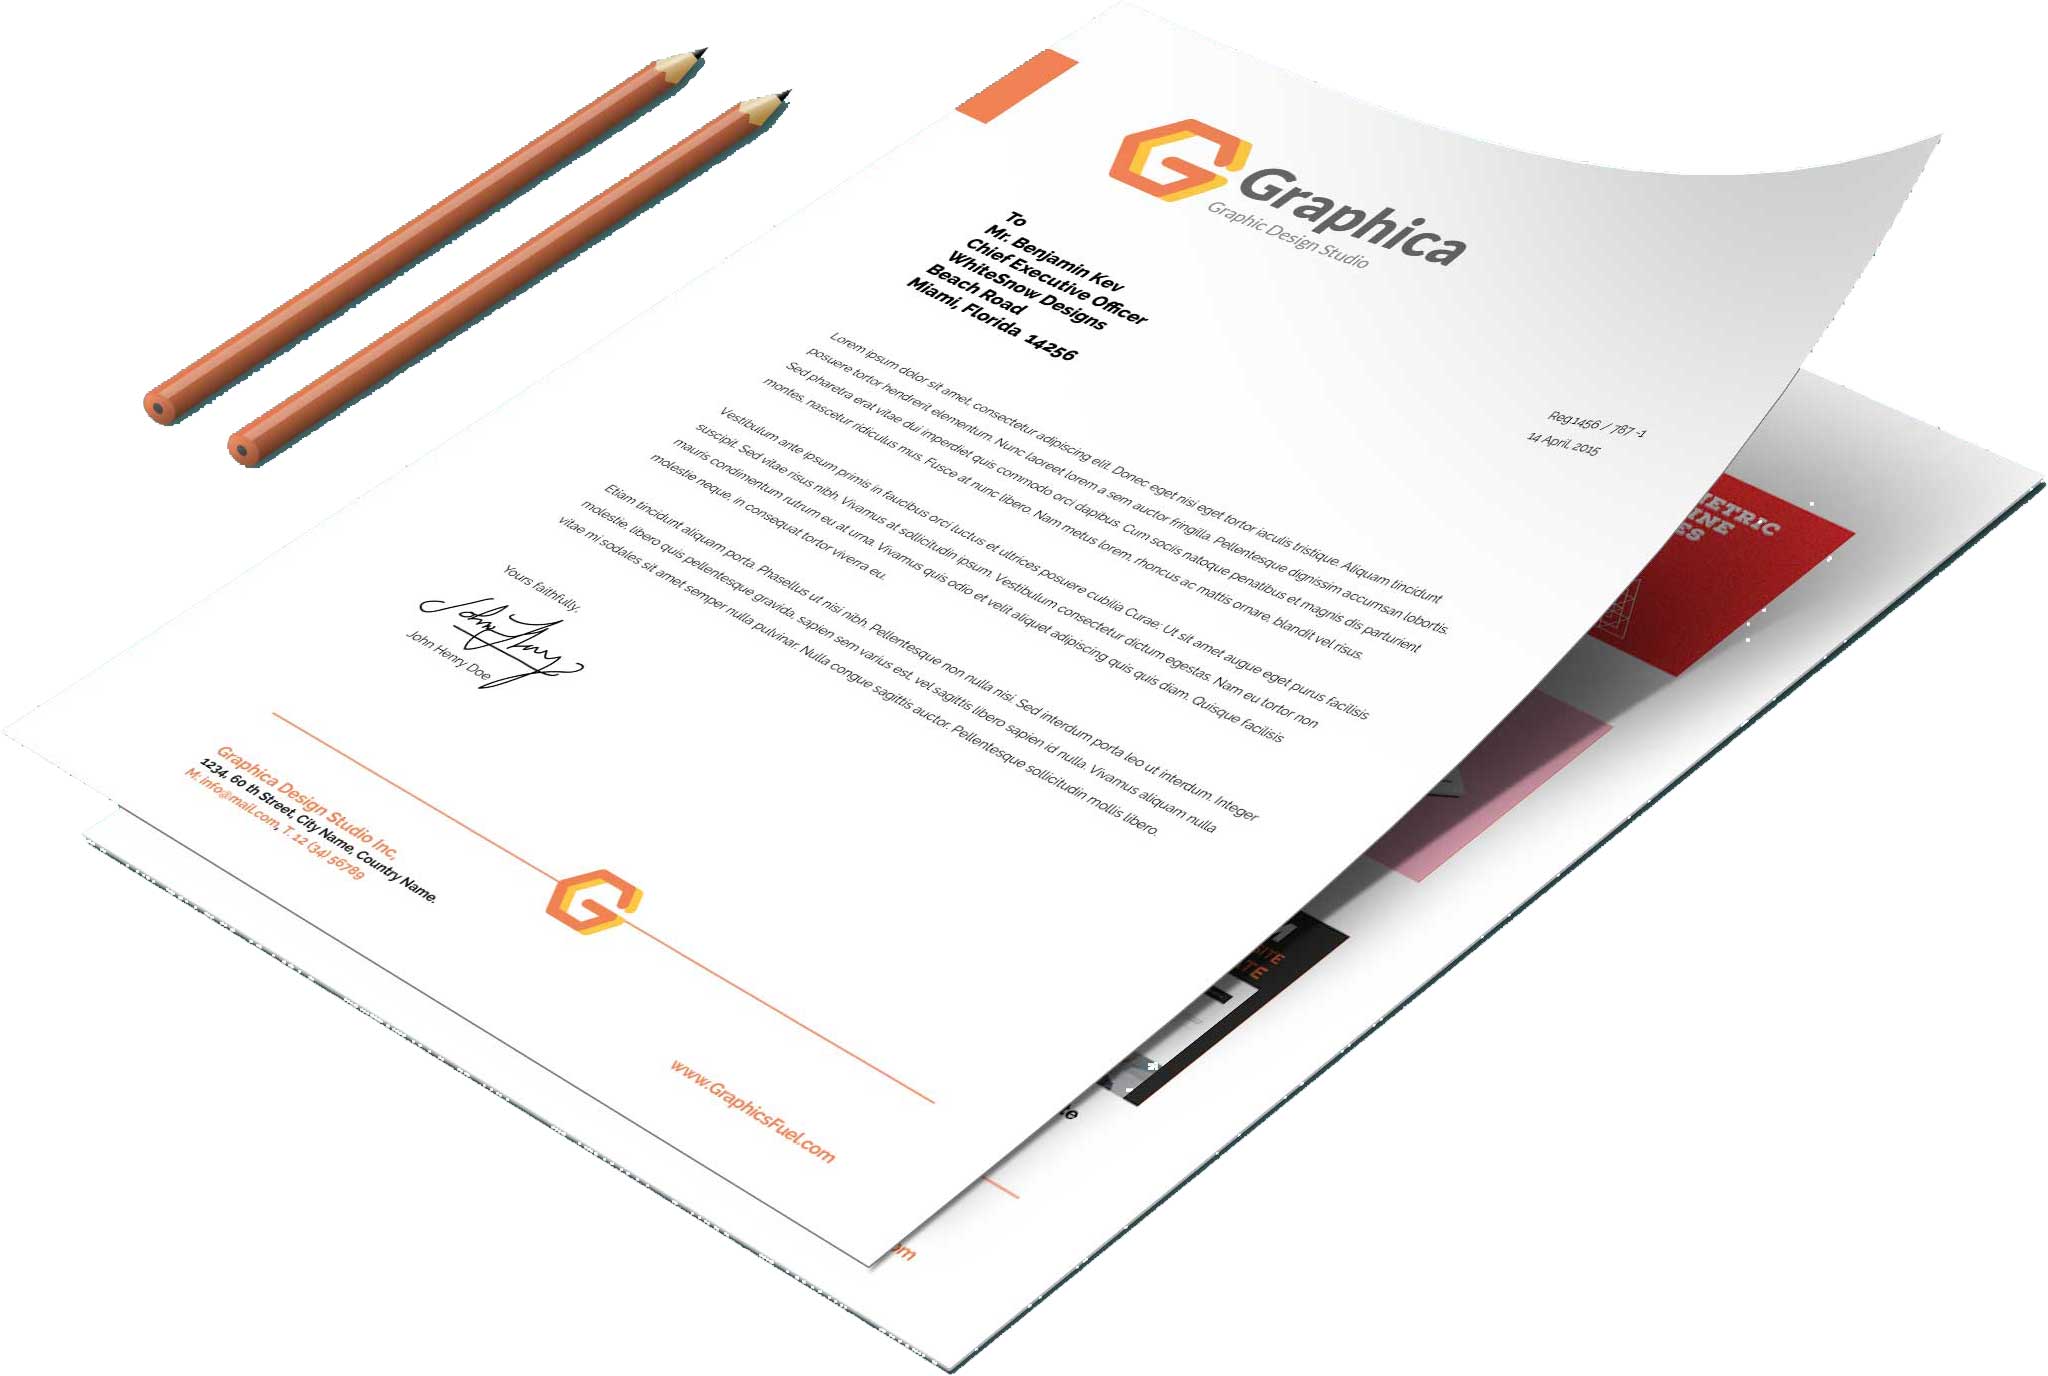 Graphica
Graphic Design Studio
To
Mr. Benjamin Kev
Chief Executive Officer
WhiteSnow Designs
Beach Road
Miami, Florida 14256
Reg1456 / 787 -1
14 April, 2015
Lorem ipsum dolor sit amet, consectetur adipiscing elit. Donec eget nisi eget tortor iaculis tristique. Aliquam tincidunt
posuere tortor hendrerit elementum. Nunc laoreet lorem a sem auctor fringilla. Pellentesque dignissim accumsan lobortis.
Sed pharetra erat vitae dui imperdiet quis commodo orci dapibus. Cum sociis natoque penatibus et magnis dis parturient
montes, nascetur ridiculus mus. Fusce at nunc libero. Nam metus lorem, rhoncus ac mattis ornare, blandit vel risus.
Vestibulum ante ipsum primis in faucibus orci luctus et ultrices posuere cubilia Curae; Ut sit amet augue eget purus facilisis
suscipit. Sed vitae risus nibh. Vivamus at sollicitudin ipsum. Vestibulum consectetur dictum egestas. Nam eu tortor non
mauris condimentum rutrum eu at urna. Vivamus quis odio et velit aliquet adipiscing quis quis diam. Quisque facilisis
molestie neque, in consequat tortor viverra eu.
Etiam tincidunt aliquam porta. Phasellus ut nisi nibh. Pellentesque non nulla nisi. Sed interdum porta leo ut interdum. Integer
molestie, libero quis pellentesque gravida, sapien sem varius est, vel sagittis libero sapien id nulla. Vivamus aliquam nulla
vitae mi sodales sit amet semper nulla pulvinar. Nulla congue sagittis auctor. Pellentesque sollicitudin mollis libero.
Yours faithfully,
John Henry Doe
Graphica Design Studio Inc,
1234, 60 th Street, City Name, Country Name.
M: info@mail.com, T. 12 (34) 56789
www.GraphicsFuel.com